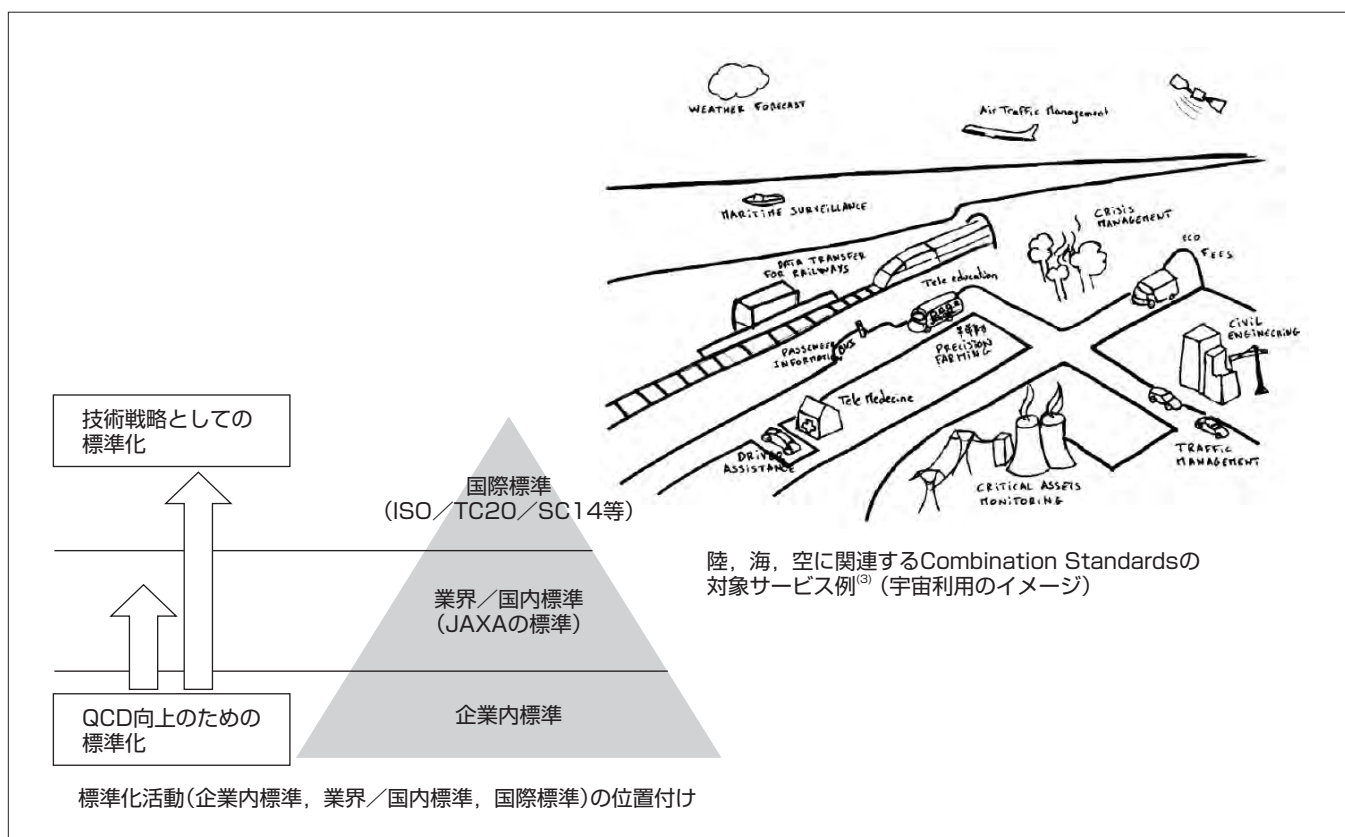 WEATHER FORECAST
Air Traffic Management
MARITIME SURVEILLANCE
CRISIS
MANAGEMENT
ECO
FEES
DATA TRANSFER
FOR RAILWAYS
Tele education
CIVIL
ENGINEERING
PASSENGER
INFORMATION
BUS
PRECISION
FARMING
Tele Medecine
DRIVER
ASSISTANCE
TRAFFIC
MANAGEMENT
CRITICAL ASSETS
MONITORING
陸，海，空に関連するCombination Standardsの
対象サービス例(3)（宇宙利用のイメージ）
技術戦略としての
標準化
国際標準
（ISO／TC20／SC14等）
業界／国内標準
（JAXAの標準）
QCD向上のための
標準化
企業内標準
標準化活動（企業内標準，業界／国内標準，国際標準）の位置付け